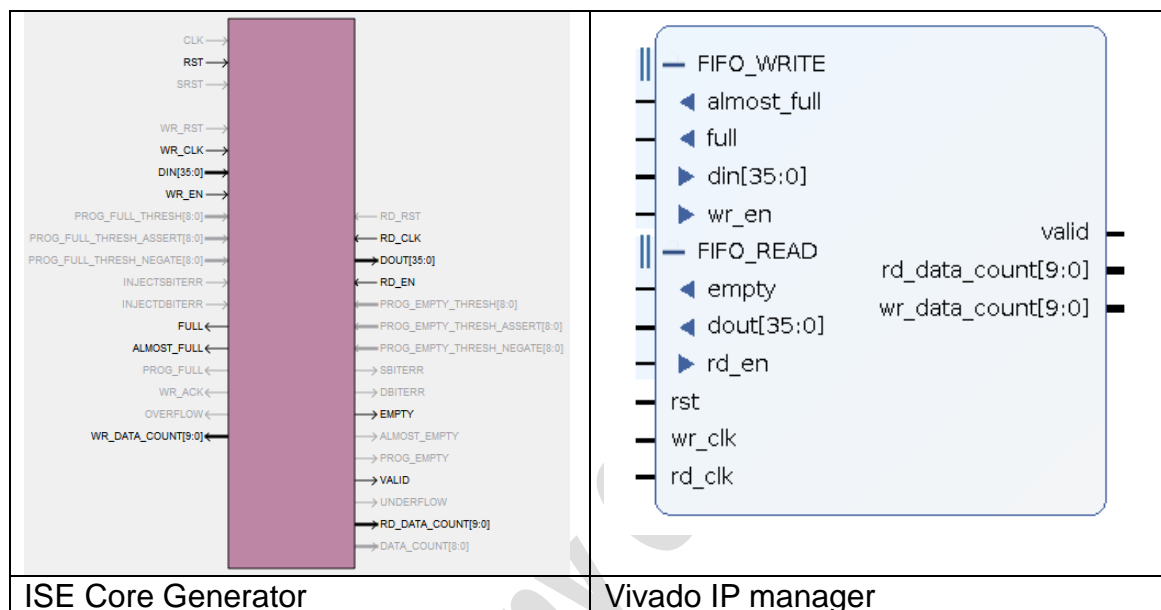 CLK
RST
SRST
WR_RST
WR_CLK
DIN[35:0]
WR_EN
PROG_FULL_THRESH[8:0]
PROG_FULL_THRESH_ASSERT[8:0]
PROG_FULL_THRESH_NEGATE[8:0]
INJECTSBITERR
INJECTDBITERR
FULL
ALMOST_FULL
PROG_FULL
WR_ACK
OVERFLOW
WR_DATA_COUNT[9:0]
RD_RST
RD_CLK
DOUT[35:0]
RD_EN
PROG_EMPTY_THRESH[8:0]
PROG_EMPTY_THRESH_ASSERT[8:0]
PROG_EMPTY_THRESH_NEGATE[8:0]
SBITERR
DBITERR
EMPTY
ALMOST_EMPTY
PROG_EMPTY
VALID
UNDERFLOW
RD_DATA_COUNT[9:0]
DATA_COUNT[8:0]
ISE Core Generator
FIFO_WRITE
almost_full
full
din[35:0]
wr_en
FIFO_READ
empty
dout[35:0]
rd_en
rst
wr_clk
rd_clk
valid
rd_data_count[9:0]
wr_data_count[9:0]
Vivado IP manager